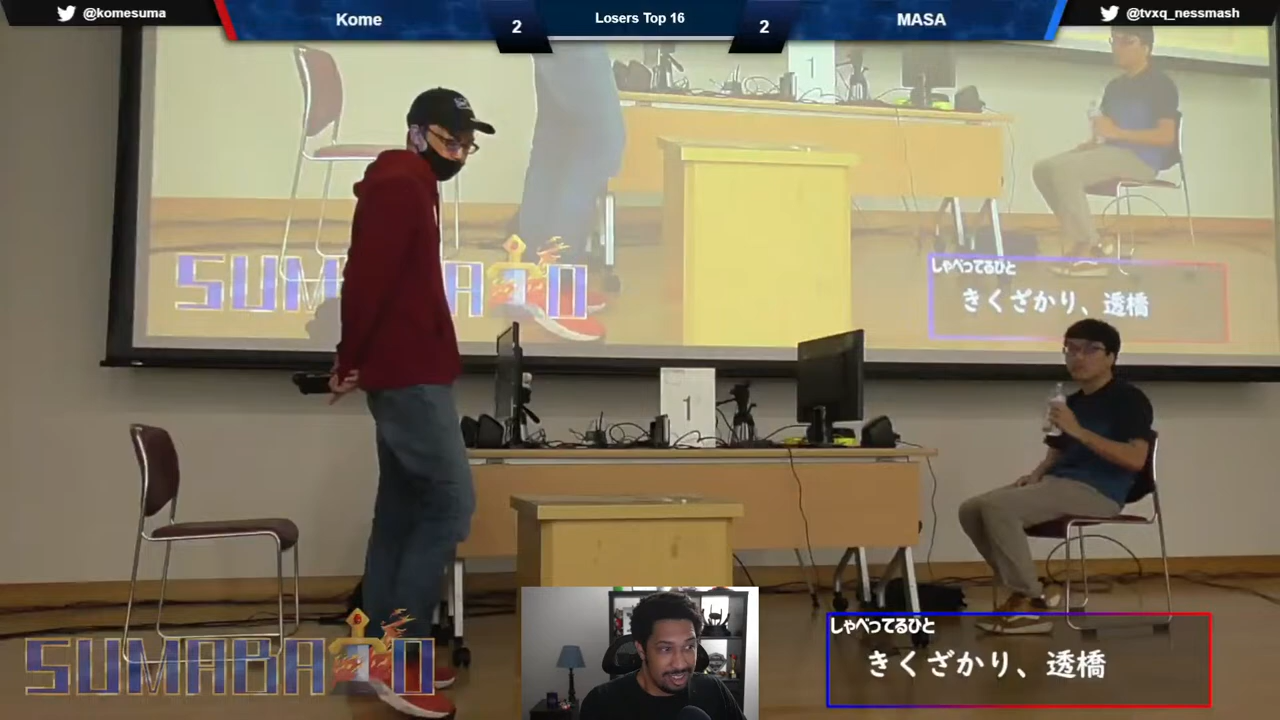 @komesuma
Kome
2
Losers Top 16
2
MASA
@tvxq_nessmash
1
SUMABATO
しゃべってるひと
きくざかり、透橋
1
SUMABATO
しゃべってるひと
きくざかり、透橋